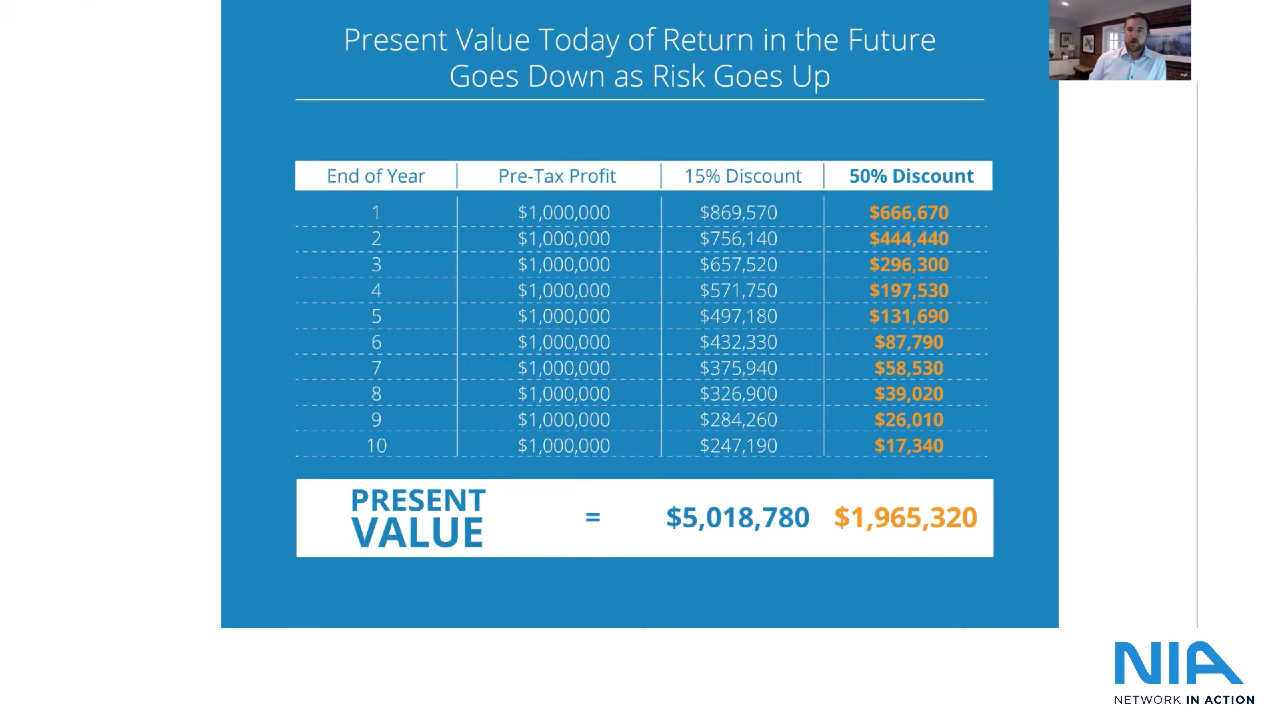 Present Value Today of Return in the Future
Goes Down as Risk Goes Up
End of Year Pre-Tax Profit 15% Discount 50% Discount
1 $1,000,000 $869,570 $666,670
2 $1,000,000 $756,140 $444,440
3 $1,000,000 $657,520 $296,300
4 $1,000,000 $571,750 $197,530
5 $1,000,000 $497,180 $131,690
6 $1,000,000 $432,330 $87,790
7 $1,000,000 $375,940 $58,530
8 $1,000,000 $326,900 $39,020
9 $1,000,000 $284,260 $26,010
10 $1,000,000 $247,190 $17,340
PRESENT
VALUE = $5,018,780 $1,965,320
NIA
NETWORK IN ACTION